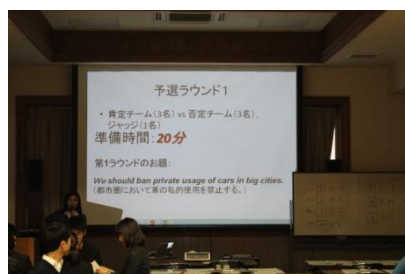 予選ラウンド1
• 肯定チーム(3名) vs 否定チーム(3名)、
ジャッジ(1名)
準備時間:20分
第1ラウンドのお題:
We should ban private usage of cars in big cities.
(都市圏において車の私的使用を禁止する。)